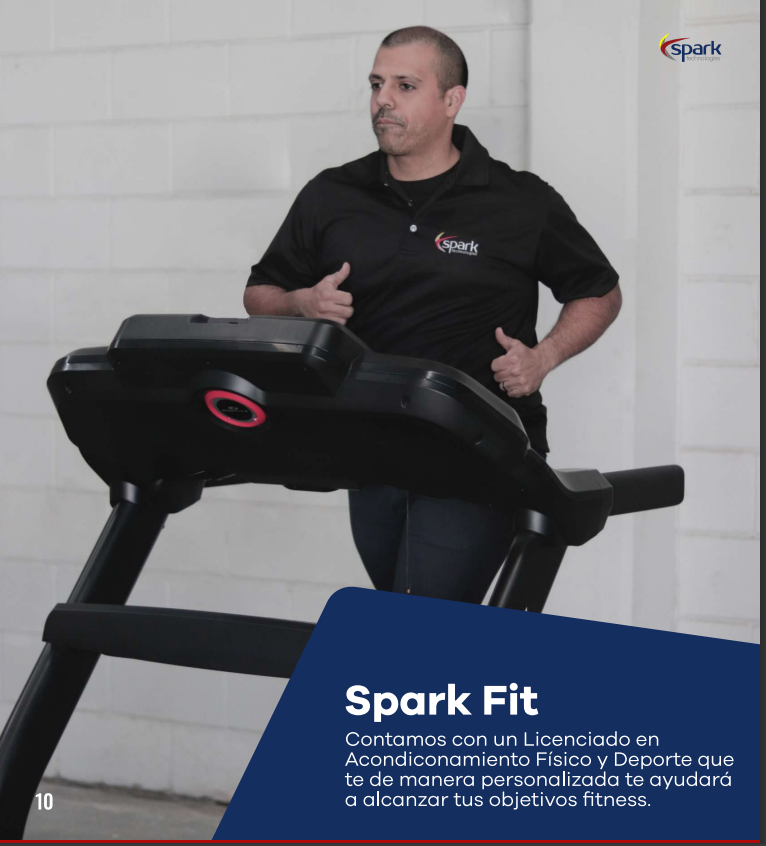 spark
technologies
spark
technologies
Spark Fit
Contamos con un Licenciado en
Acondiconamiento Físico y Deporte que
te de manera personalizada te ayudará
a alcanzar tus objetivos fitness.
10